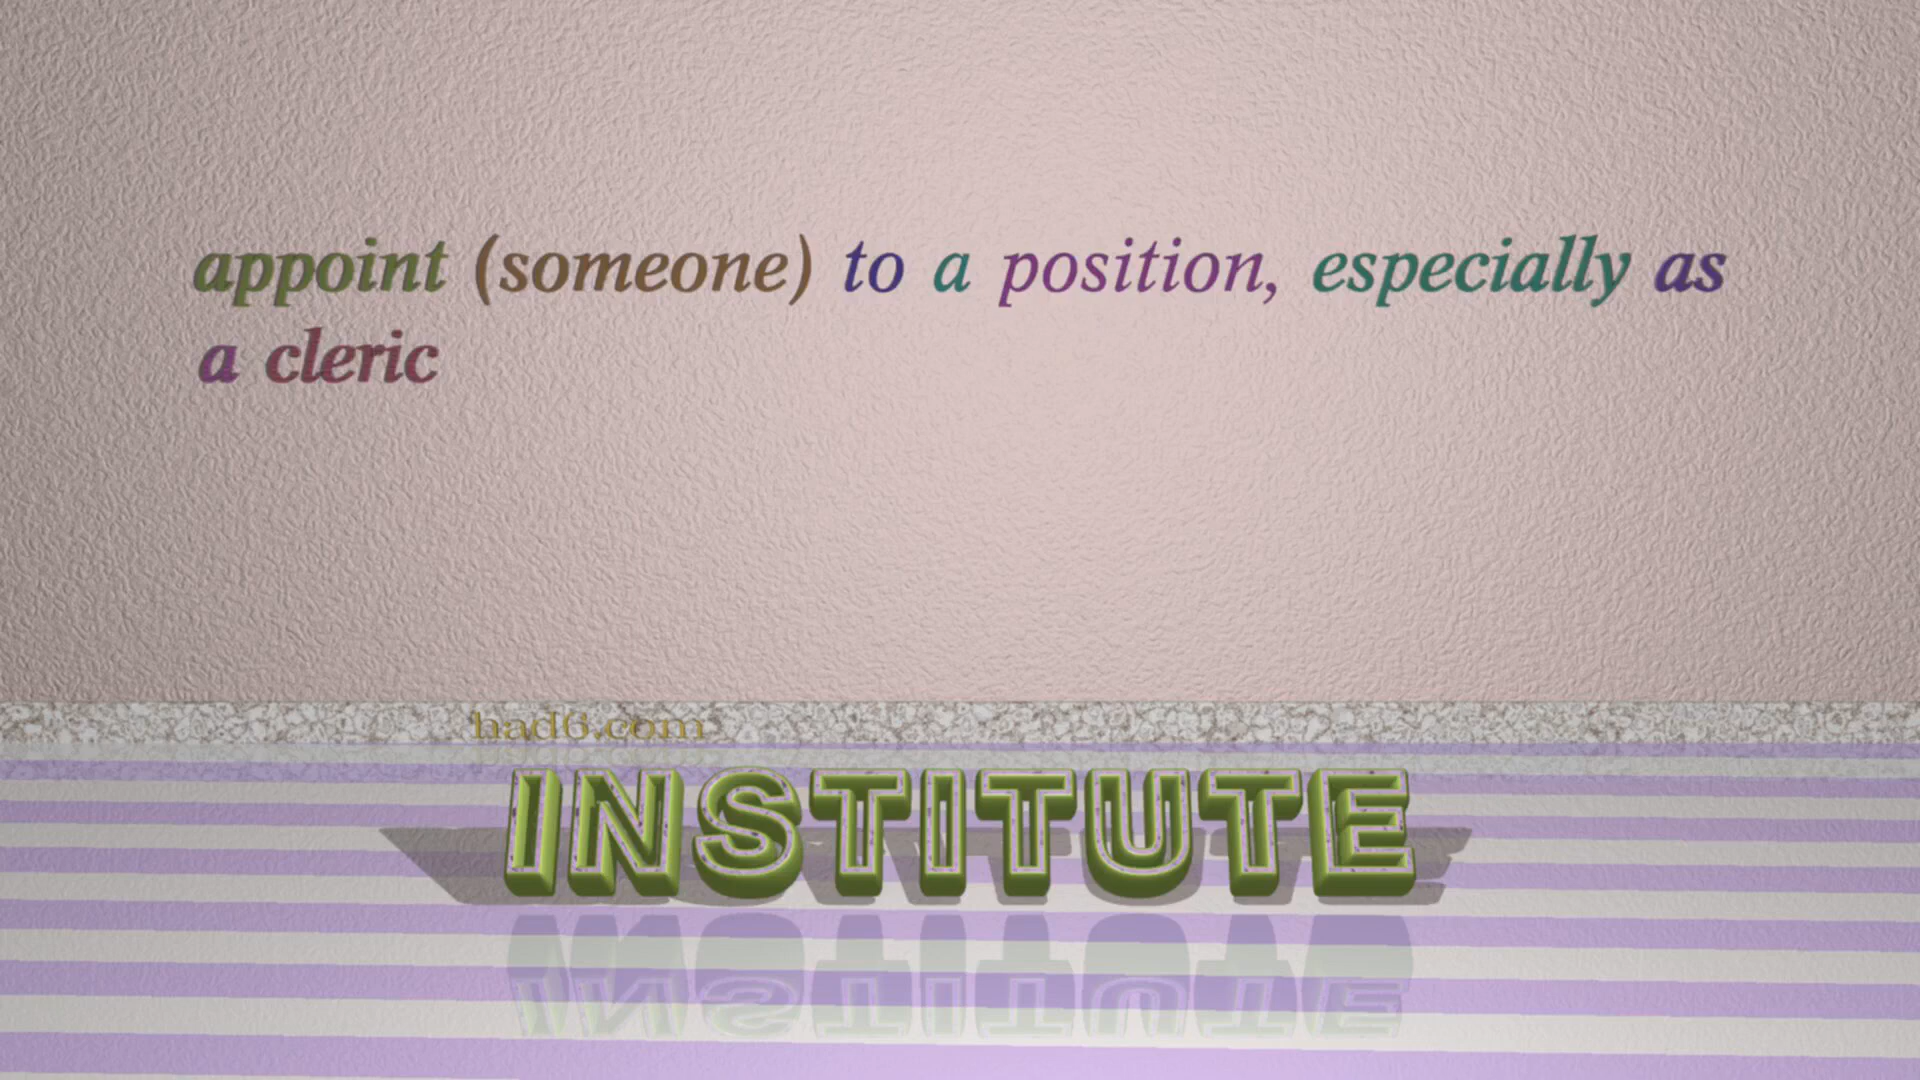 appoint (someone) to a position, especially as
a cleric
had6.com
INSTITUTE